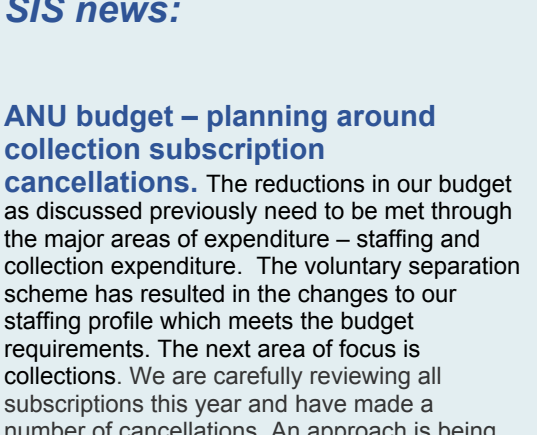 SIS news:
ANU budget – planning around
collection subscription
cancellations. The reductions in our budget
as discussed previously need to be met through
the major areas of expenditure – staffing and
collection expenditure.  The voluntary separation
scheme has resulted in the changes to our
staffing profile which meets the budget
requirements. The next area of focus is
collections. We are carefully reviewing all
subscriptions this year and have made a
number of cancellations. An approach is being